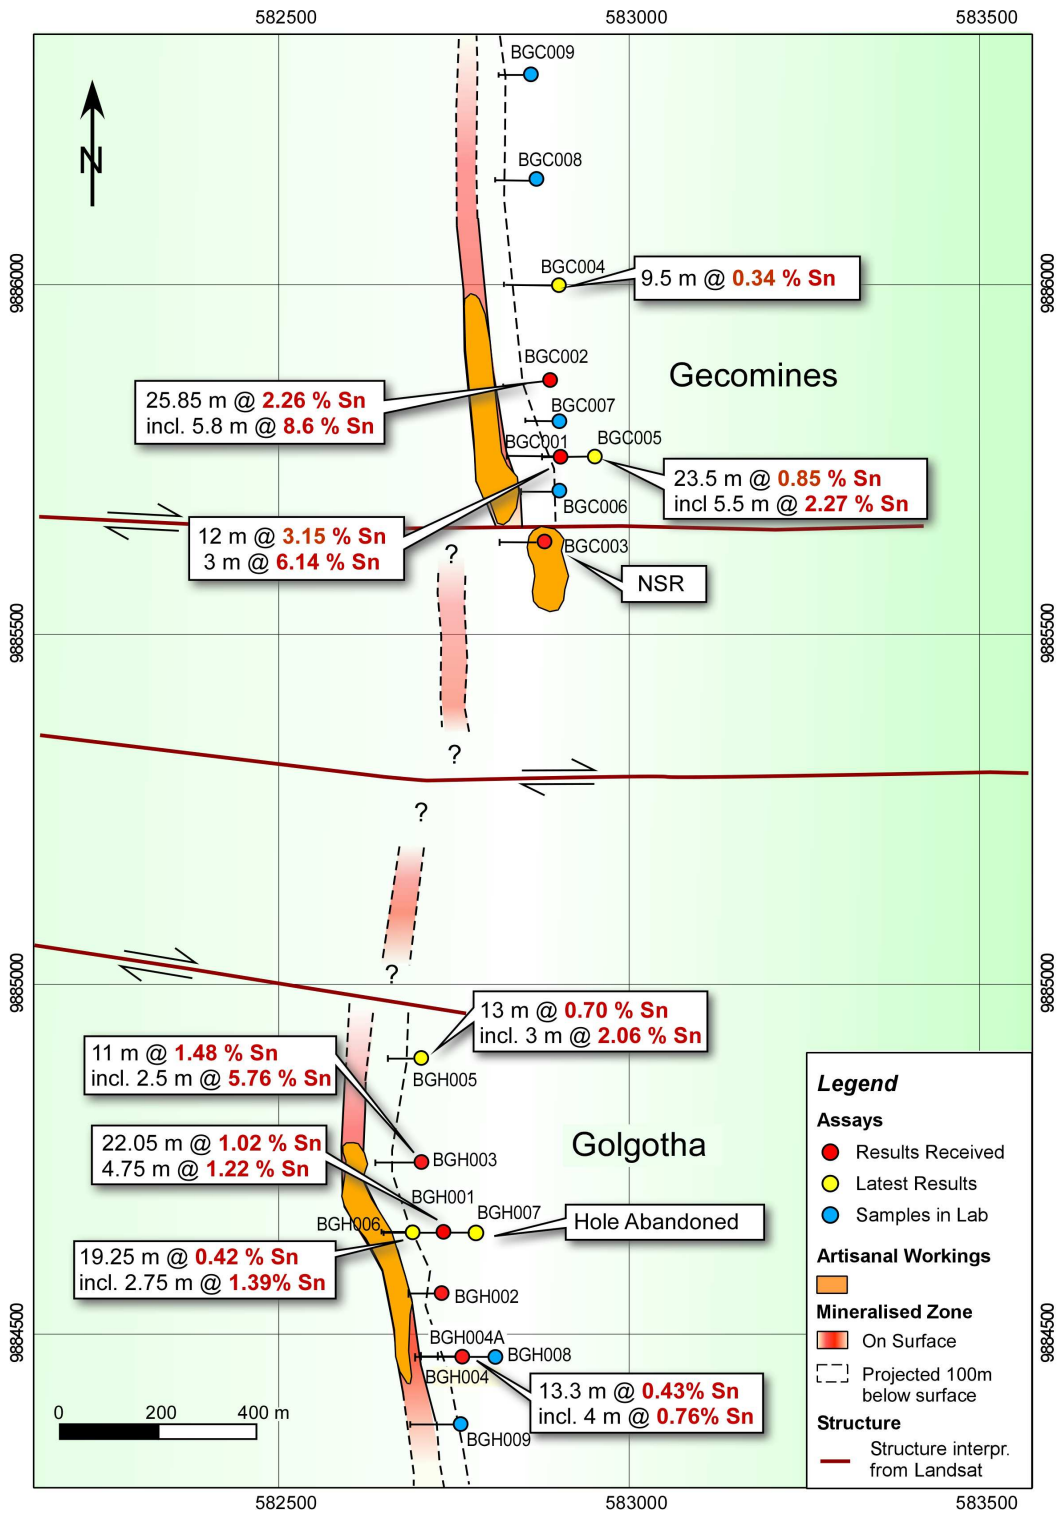 582500
583000
583500
BGC009
N
BGC008
9886000
9886000
BGC004
9.5 m @ 0.34 % Sn
BGC002
Gecomines
25.85 m @ 2.26 % Sn
incl. 5.8 m @ 8.6 % Sn
BGC007
BGC001
BGC005
23.5 m @ 0.85 % Sn
incl 5.5 m @ 2.27 % Sn
BGC006
12 m @ 3.15 % Sn
3 m @ 6.14 % Sn
BGC003
?
NSR
9885500
9885500
?
?
?
9885000
9885000
13 m @ 0.70 % Sn
incl. 3 m @ 2.06 % Sn
11 m @ 1.48 % Sn
incl. 2.5 m @ 5.76 % Sn
BGH005
22.05 m @ 1.02 % Sn
4.75 m @ 1.22 % Sn
Golgotha
BGH003
BGH001
BGH007
BGH006
Hole Abandoned
19.25 m @ 0.42 % Sn
incl. 2.75 m @ 1.39% Sn
BGH002
9884500
9884500
BGH004A
BGH008
BGH004
13.3 m @ 0.43% Sn
incl. 4 m @ 0.76% Sn
BGH009
0 200 400 m
Legend
Assays
Results Received
Latest Results
Samples in Lab
Artisanal Workings
Mineralised Zone
On Surface
Projected 100m
below surface
Structure
Structure interpr.
from Landsat
582500
583000
583500